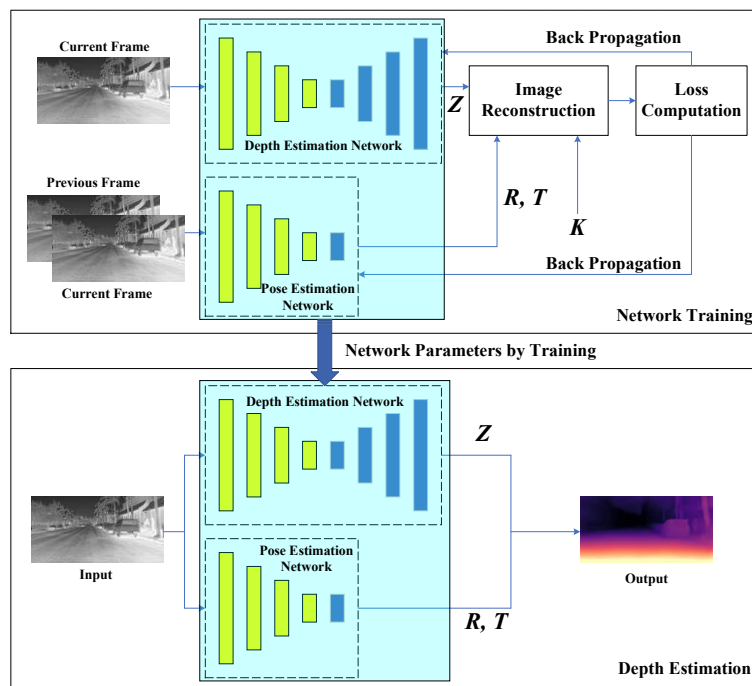 Current Frame
Back Propagation
Image
Reconstruction
Loss
Computation
Z
Depth Estimation Network
Previous Frame
R, T
K
Current Frame
Pose Estimation
Network
Back Propagation
Network Training
Network Parameters by Training
Depth Estimation Network
Z
Input
Pose Estimation
Network
Output
R, T
Depth Estimation